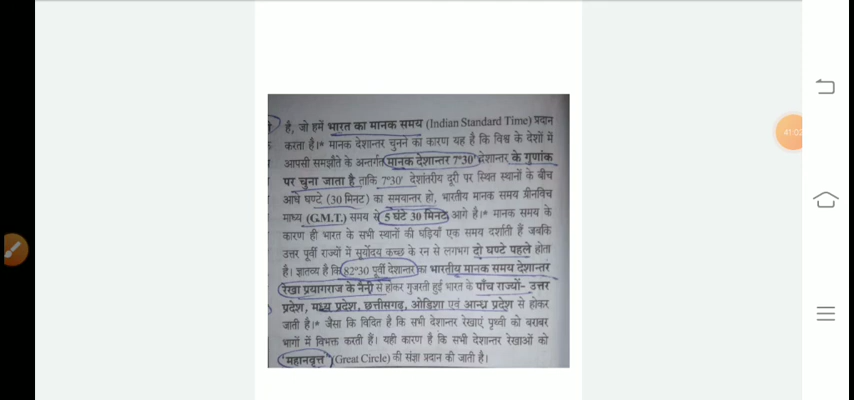 है, जो हमें भारत का मानक समय (Indian Standard Time) प्रदान
करता है।* मानक देशान्तर चुनने का कारण यह है कि विश्व के देशों में
आपसी समझौते के अन्तर्गत मानक देशान्तर 7°30' देशान्तर के गुणांक
पर चुना जाता है ताकि 7°30' देशांतरीय दूरी पर स्थित स्थानों के बीच
आधे घण्टे (30 मिनट) का समयान्तर हो, भारतीय मानक समय ग्रीनविच
माध्य (G.M.T.) समय से 5 घंटे 30 मिनट आगे है।* मानक समय के
कारण ही भारत के सभी स्थानों की घड़ियाँ एक समय दर्शाती हैं जबकि
उत्तर पूर्वी राज्यों में सूर्योदय कच्छ के रन से लगभग दो घण्टे पहले होता
है। ज्ञातव्य है कि 82°30 पूर्वी देशान्तर का भारतीय मानक समय देशान्तर
रेखा प्रयागराज के नैनी से होकर गुजरती हुई भारत के पाँच राज्यों- उत्तर
प्रदेश, मध्य प्रदेश, छत्तीसगढ़, ओडिशा एवं आन्ध्र प्रदेश से होकर
जाती है।* जैसा कि विदित है कि सभी देशान्तर रेखाएं पृथ्वी को बराबर
भागों में विभक्त करती हैं। यही कारण है कि सभी देशान्तर रेखाओं को
"महानवृत्त" (Great Circle) की संज्ञा प्रदान की जाती है।